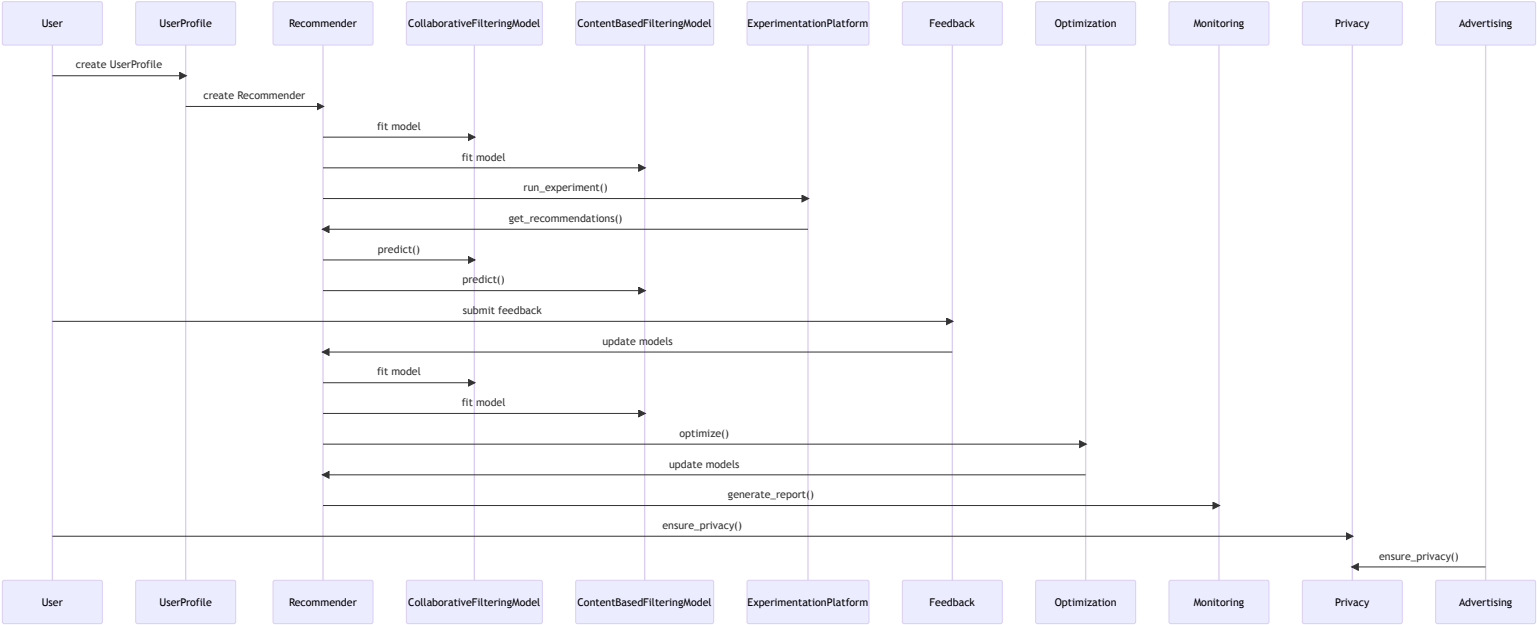 User UserProfile Recommender CollaborativeFilteringModel ContentBasedFilteringModel ExperimentationPlatform Feedback Optimization Monitoring Privacy Advertising
create UserProfile
create Recommender
fit model
fit model
run_experiment()
get_recommendations()
predict()
predict()
submit feedback
update models
fit model
fit model
optimize()
update models
generate_report()
ensure_privacy()
ensure_privacy()
User UserProfile Recommender CollaborativeFilteringModel ContentBasedFilteringModel ExperimentationPlatform Feedback Optimization Monitoring Privacy Advertising